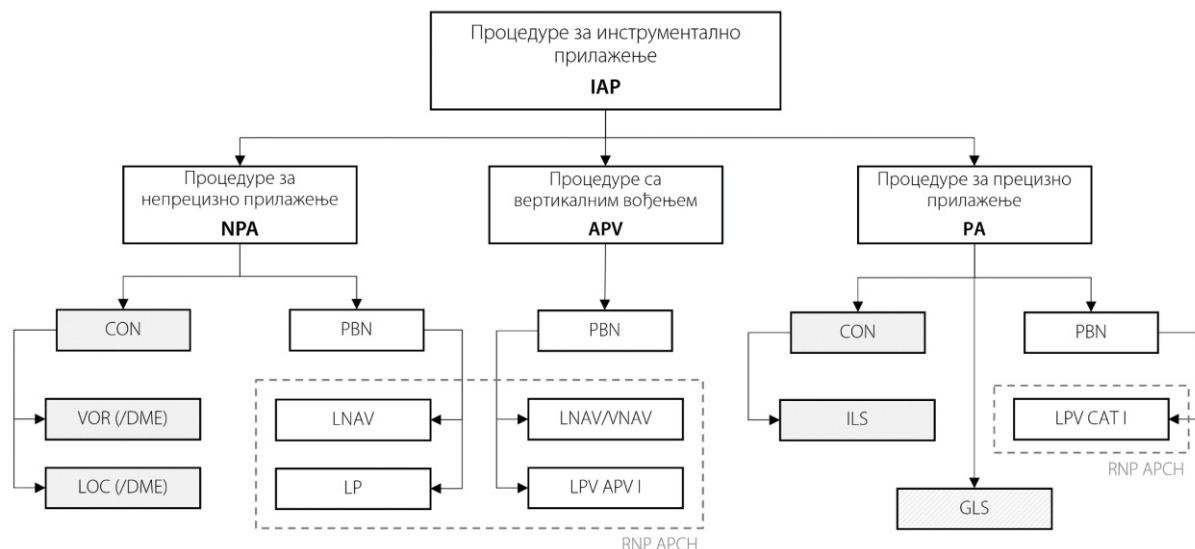 Процедуре за инструментално
прилажење
IAP
Процедуре за
непрецизно прилажење
NPA
Процедуре са
вертикалним вођењем
APV
Процедуре за прецизно
прилажење
PA
CON
PBN
PBN
CON
PBN
VOR (/DME)
LNAV
LNAV/VNAV
ILS
LPV CAT I
RNP APCH
LOC (/DME)
LP
LPV APV I
GLS
RNP APCH